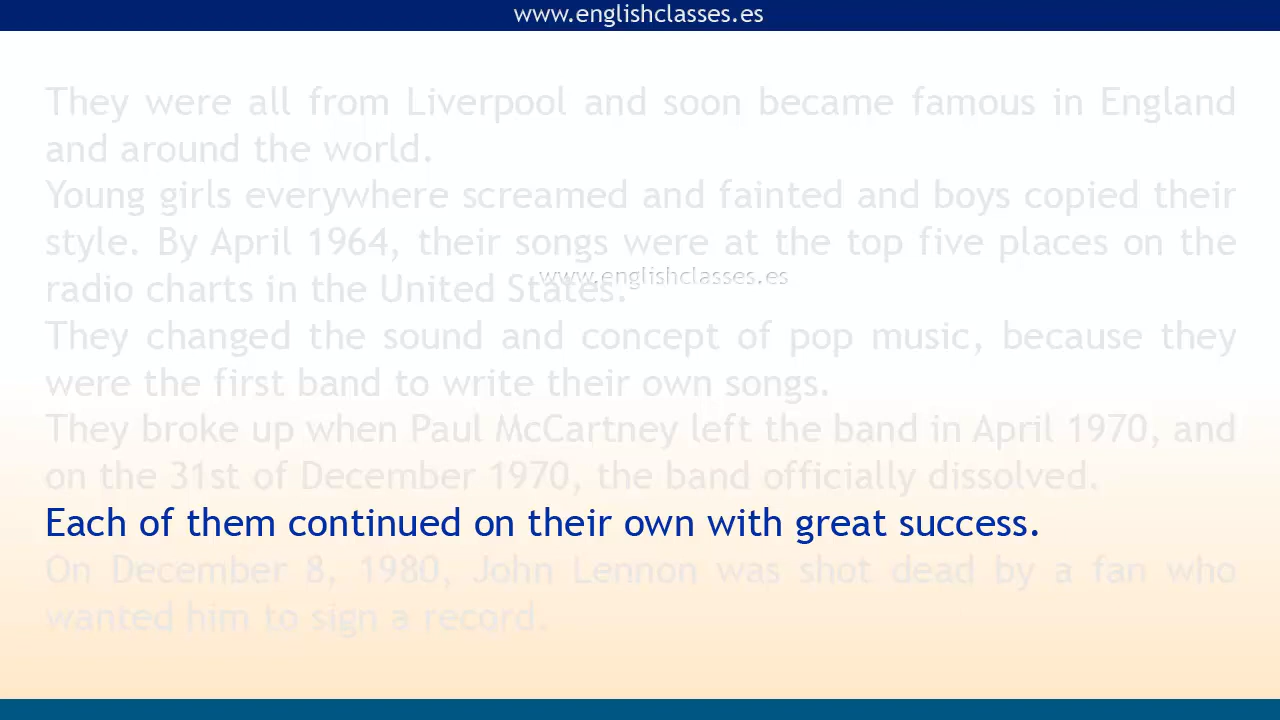 www.englishclasses.es
They were all from Liverpool and soon became famous in England
and around the world.
Young girls everywhere screamed and fainted and boys copied their
style. By April 1964, their songs were at the top five places on the
www.englishclasses.es
radio charts in the United States.
They changed the sound and concept of pop music, because they
were the first band to write their own songs.
They broke up when Paul McCartney left the band in April 1970, and
on the 31st of December 1970, the band officially dissolved.
Each of them continued on their own with great success.
On December 8, 1980, John Lennon was shot dead by a fan who
wanted him to sign a record.